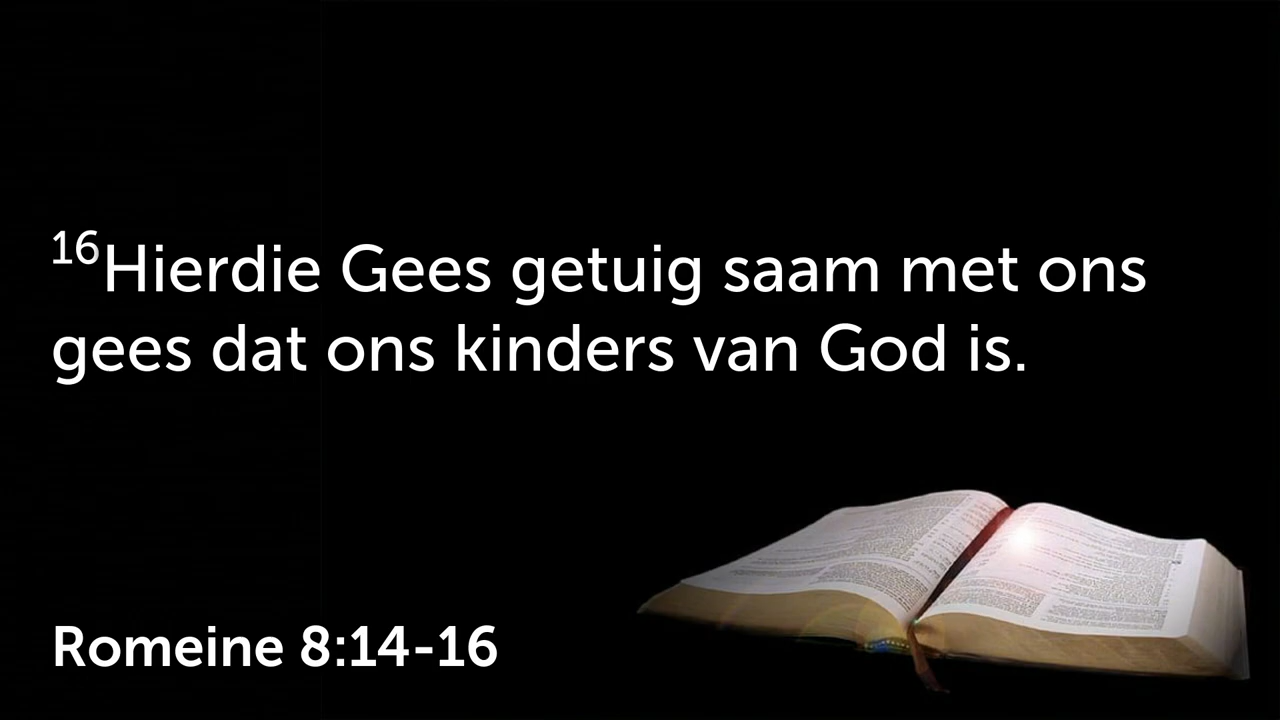 16Hierdie Gees getuig saam met ons
gees dat ons kinders van God is.
Romeine 8:14-16